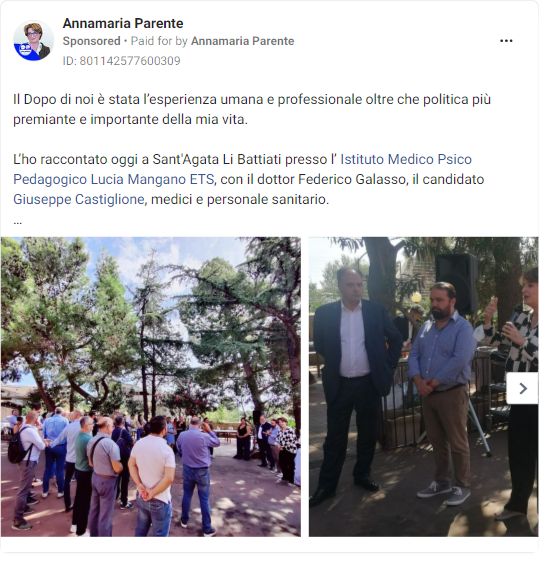 Annamaria Parente
Sponsored • Paid for by Annamaria Parente
ID: 801142577600309
Il Dopo di noi è stata l’esperienza umana e professionale oltre che politica più
premiante e importante della mia vita.
L’ho raccontato oggi a Sant'Agata Li Battiati presso l’ Istituto Medico Psico
Pedagogico Lucia Mangano ETS, con il dottor Federico Galasso, il candidato
Giuseppe Castiglione, medici e personale sanitario.
...